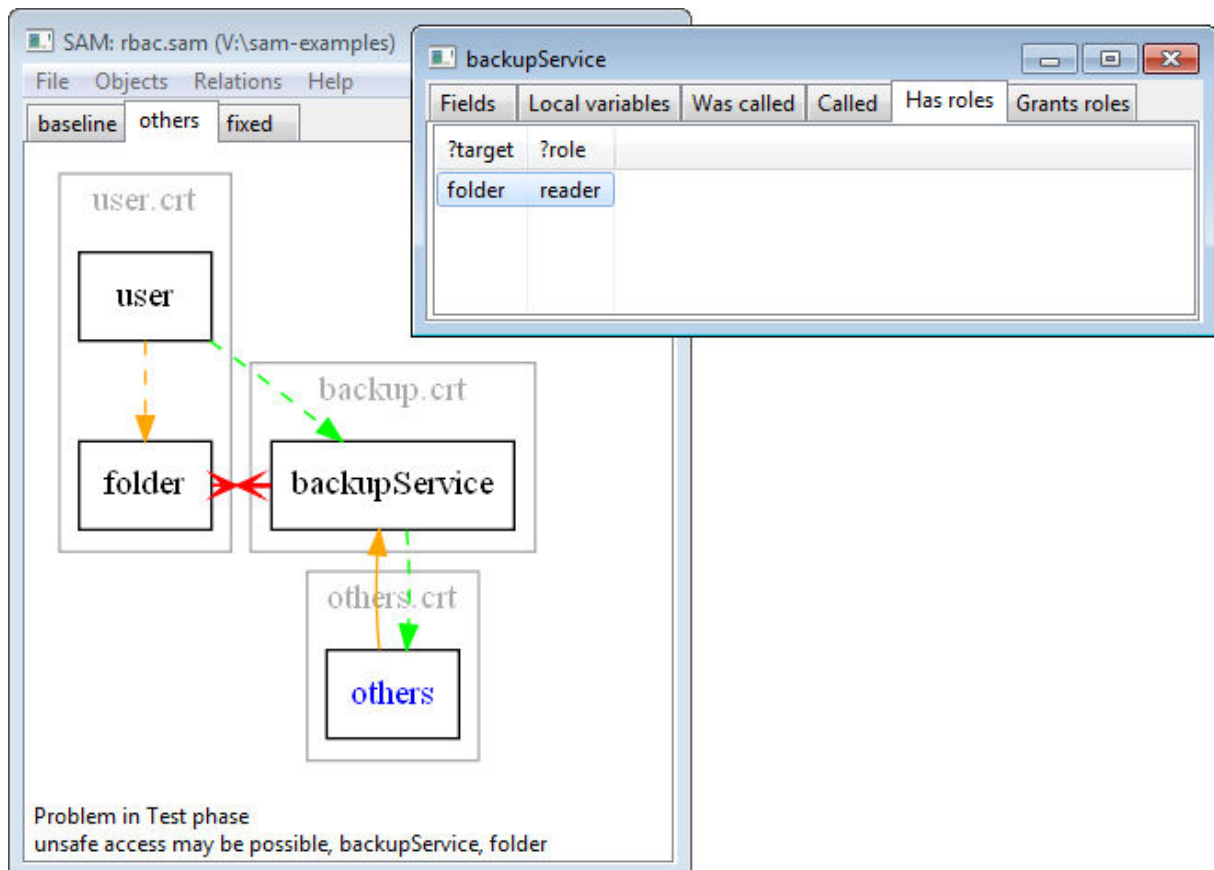 SAM: rbac.sam (V:\sam-examples)
File Objects Relations Help
baseline others fixed
user.crt
user
folder
backup.crt
backupService
others.crt
others
Problem in Test phase
unsafe access may be possible, backupService, folder
backupService
Fields Local variables Was called Called Has roles Grants roles
?target ?role
folder reader